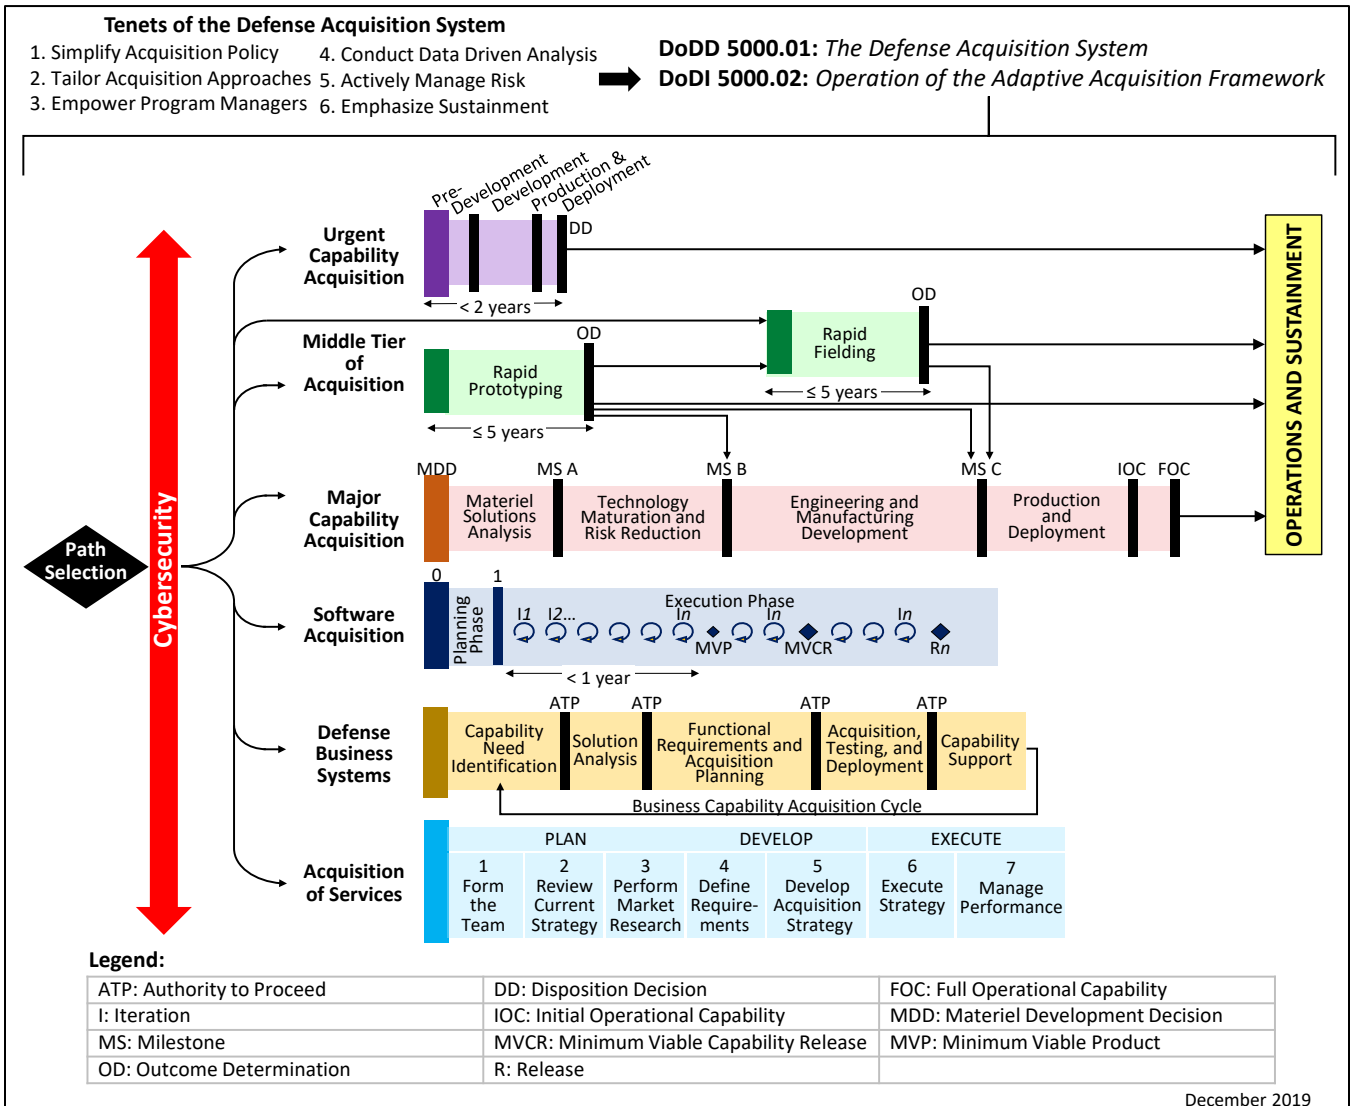 Tenets of the Defense Acquisition System
1. Simplify Acquisition Policy
2. Tailor Acquisition Approaches
3. Empower Program Managers
4. Conduct Data Driven Analysis
5. Actively Manage Risk
6. Emphasize Sustainment
DoDD 5000.01: The Defense Acquisition System
DoDI 5000.02: Operation of the Adaptive Acquisition Framework
Path
Selection
Cybersecurity
Urgent
Capability
Acquisition
Pre-
Development
Development
Production &
Deployment
DD
< 2 years
Middle Tier
of
Acquisition
Rapid
Prototyping
OD
≤ 5 years
Rapid
Fielding
OD
≤ 5 years
Major
Capability
Acquisition
MDD
MS A
MS B
MS C
IOC
FOC
Materiel
Solutions
Analysis
Technology
Maturation and
Risk Reduction
Engineering and
Manufacturing
Development
Production
and
Deployment
OPERATIONS AND SUSTAINMENT
Software
Acquisition
0
1
Planning
Phase
Execution Phase
I1
I2...
In
In
In
MVP
MVCR
Rn
< 1 year
Defense
Business
Systems
ATP
ATP
ATP
ATP
Capability
Need
Identification
Solution
Analysis
Functional
Requirements and
Acquisition
Planning
Acquisition,
Testing, and
Deployment
Capability
Support
Business Capability Acquisition Cycle
Acquisition
of Services
PLAN
DEVELOP
EXECUTE
1
Form
the
Team
2
Review
Current
Strategy
3
Perform
Market
Research
4
Define
Require-
ments
5
Develop
Acquisition
Strategy
6
Execute
Strategy
7
Manage
Performance
Legend:
ATP: Authority to Proceed
DD: Disposition Decision
FOC: Full Operational Capability
I: Iteration
IOC: Initial Operational Capability
MDD: Materiel Development Decision
MS: Milestone
MVCR: Minimum Viable Capability Release
MVP: Minimum Viable Product
OD: Outcome Determination
R: Release
December 2019